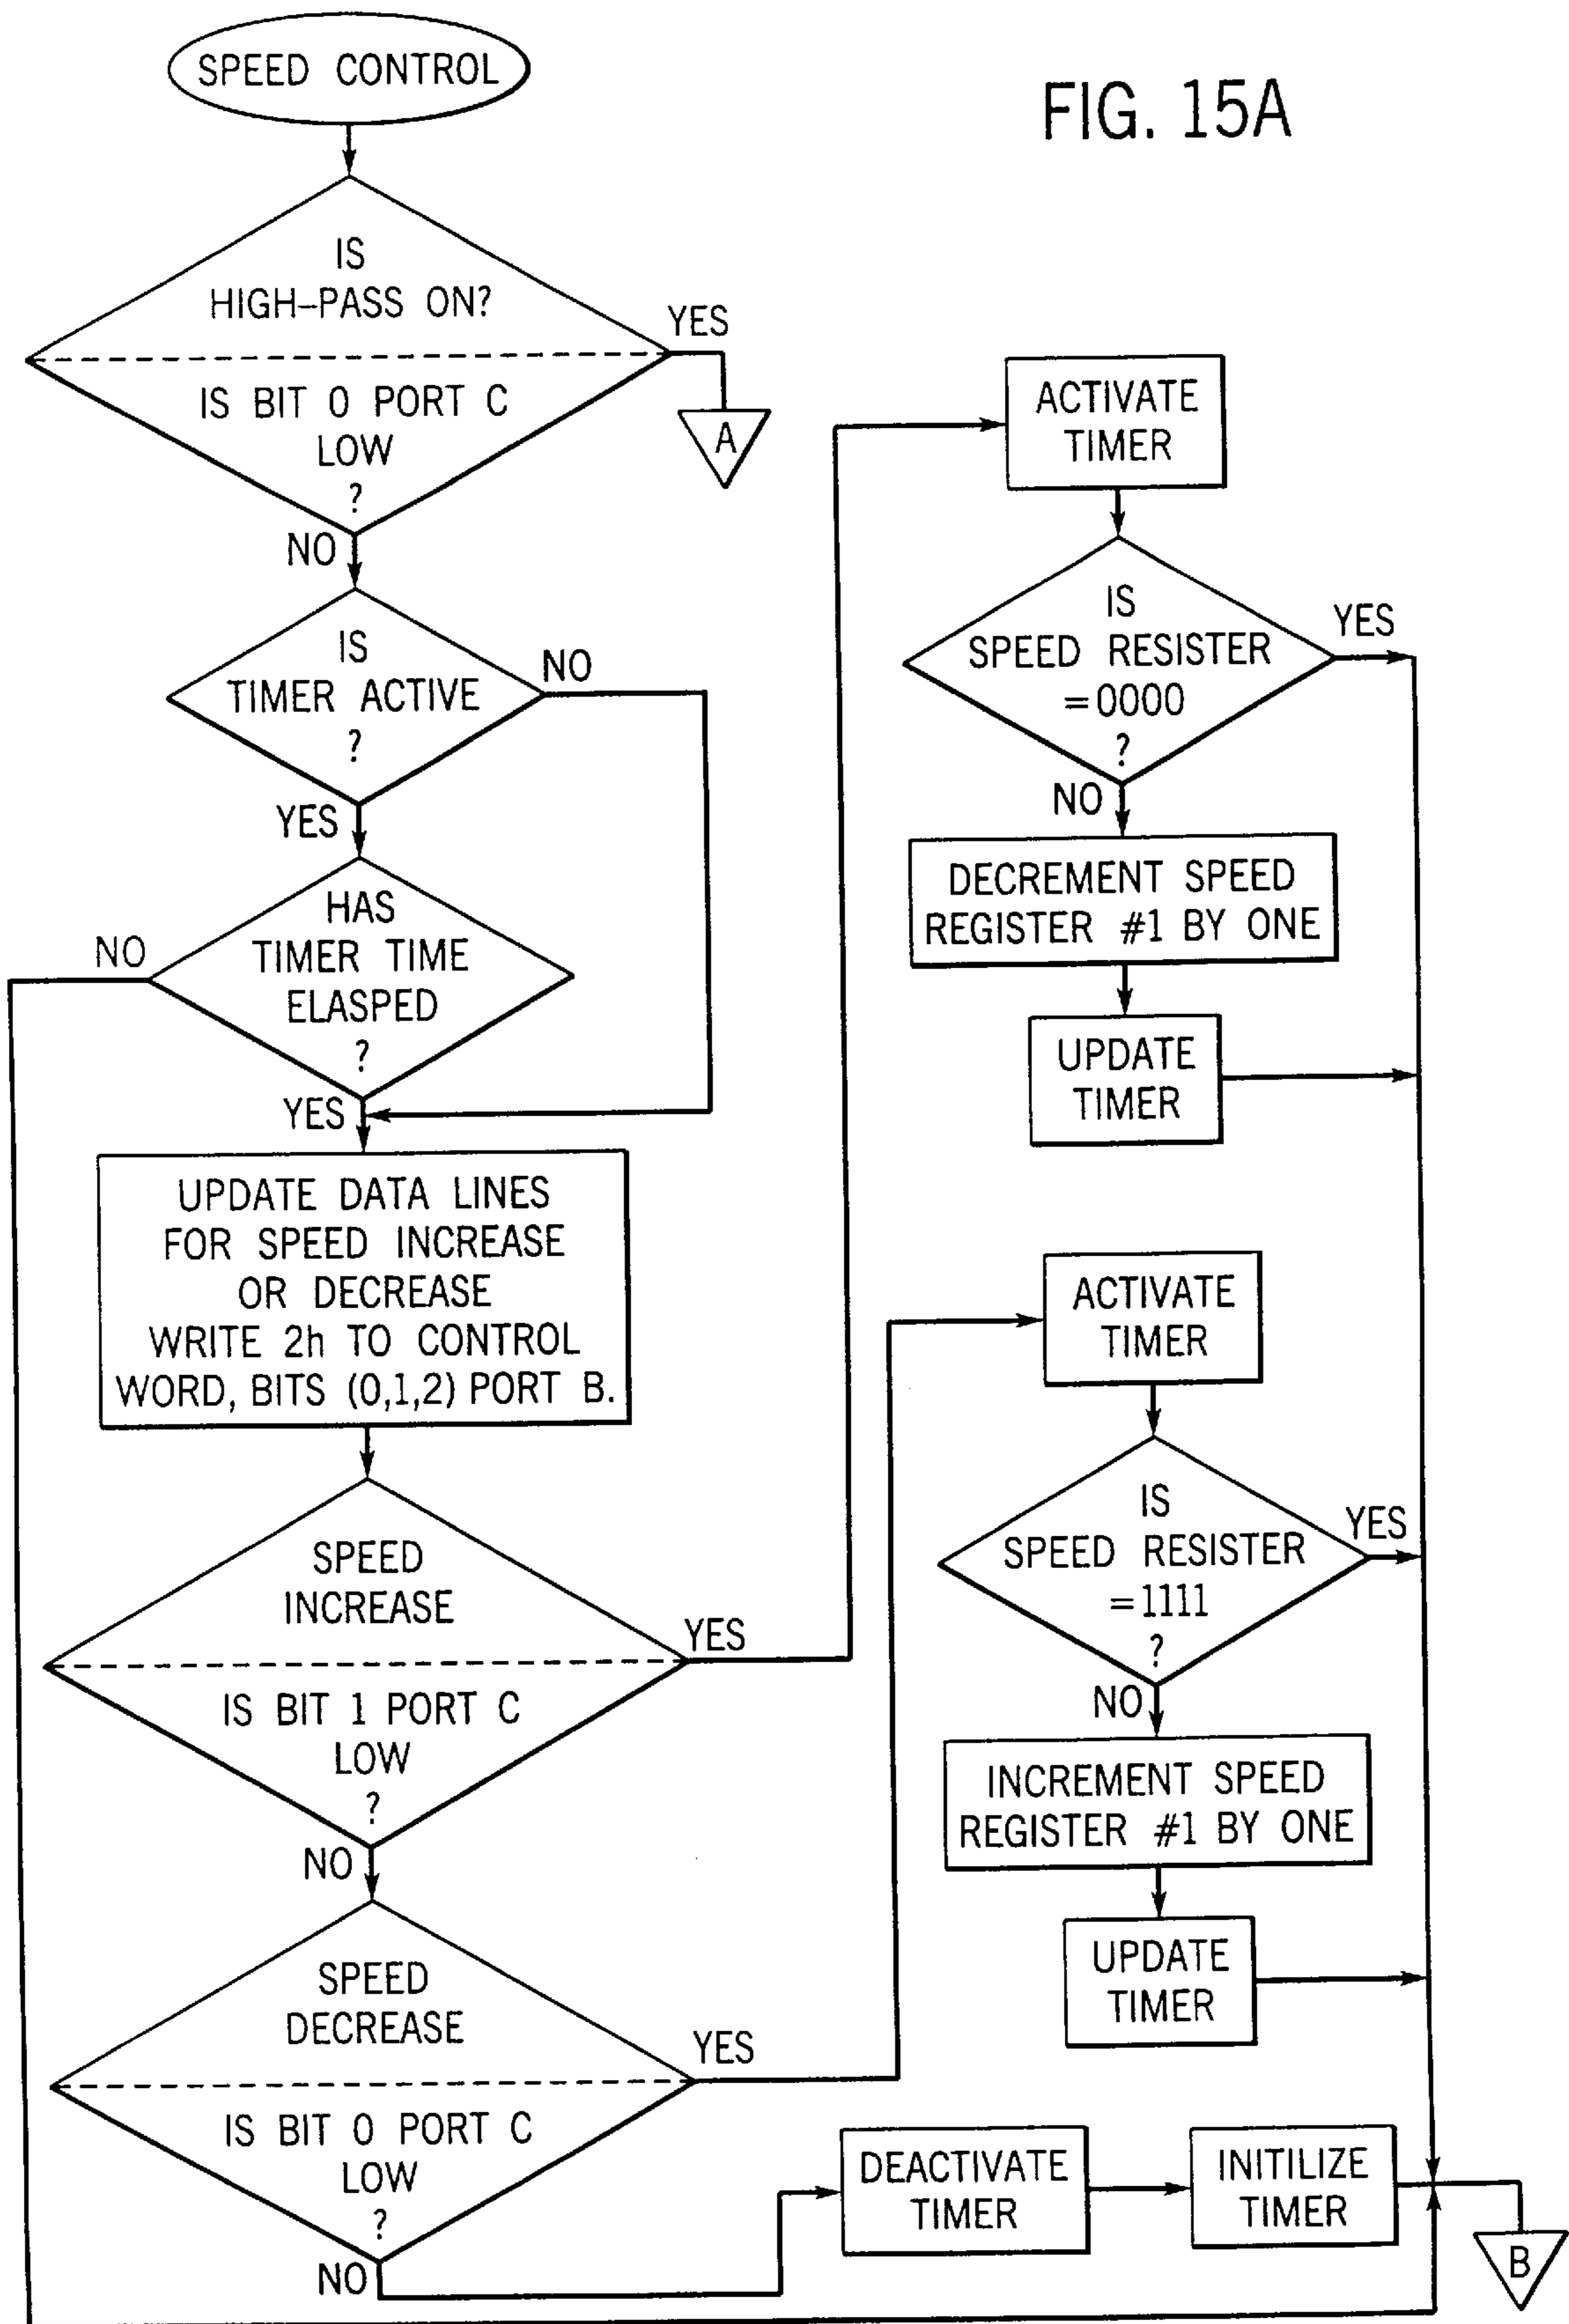 SPEED CONTROL
FIG. 15A
IS
HIGH-PASS ON?
YES
IS BIT 0 PORT C
LOW
?
A
NO
IS
TIMER ACTIVE
?
NO
YES
HAS
TIMER TIME
ELASPED
?
NO
YES
UPDATE DATA LINES
FOR SPEED INCREASE
OR DECREASE
WRITE 2h TO CONTROL
WORD, BITS (0,1,2) PORT B.
SPEED
INCREASE
YES
IS BIT 1 PORT C
LOW
?
NO
SPEED
DECREASE
YES
IS BIT 0 PORT C
LOW
?
NO
ACTIVATE
TIMER
IS
SPEED RESISTER
=0000
?
YES
NO
DECREMENT SPEED
REGISTER #1 BY ONE
UPDATE
TIMER
ACTIVATE
TIMER
IS
SPEED RESISTER
=1111
?
YES
NO
INCREMENT SPEED
REGISTER #1 BY ONE
UPDATE
TIMER
DEACTIVATE
TIMER
INITILIZE
TIMER
B